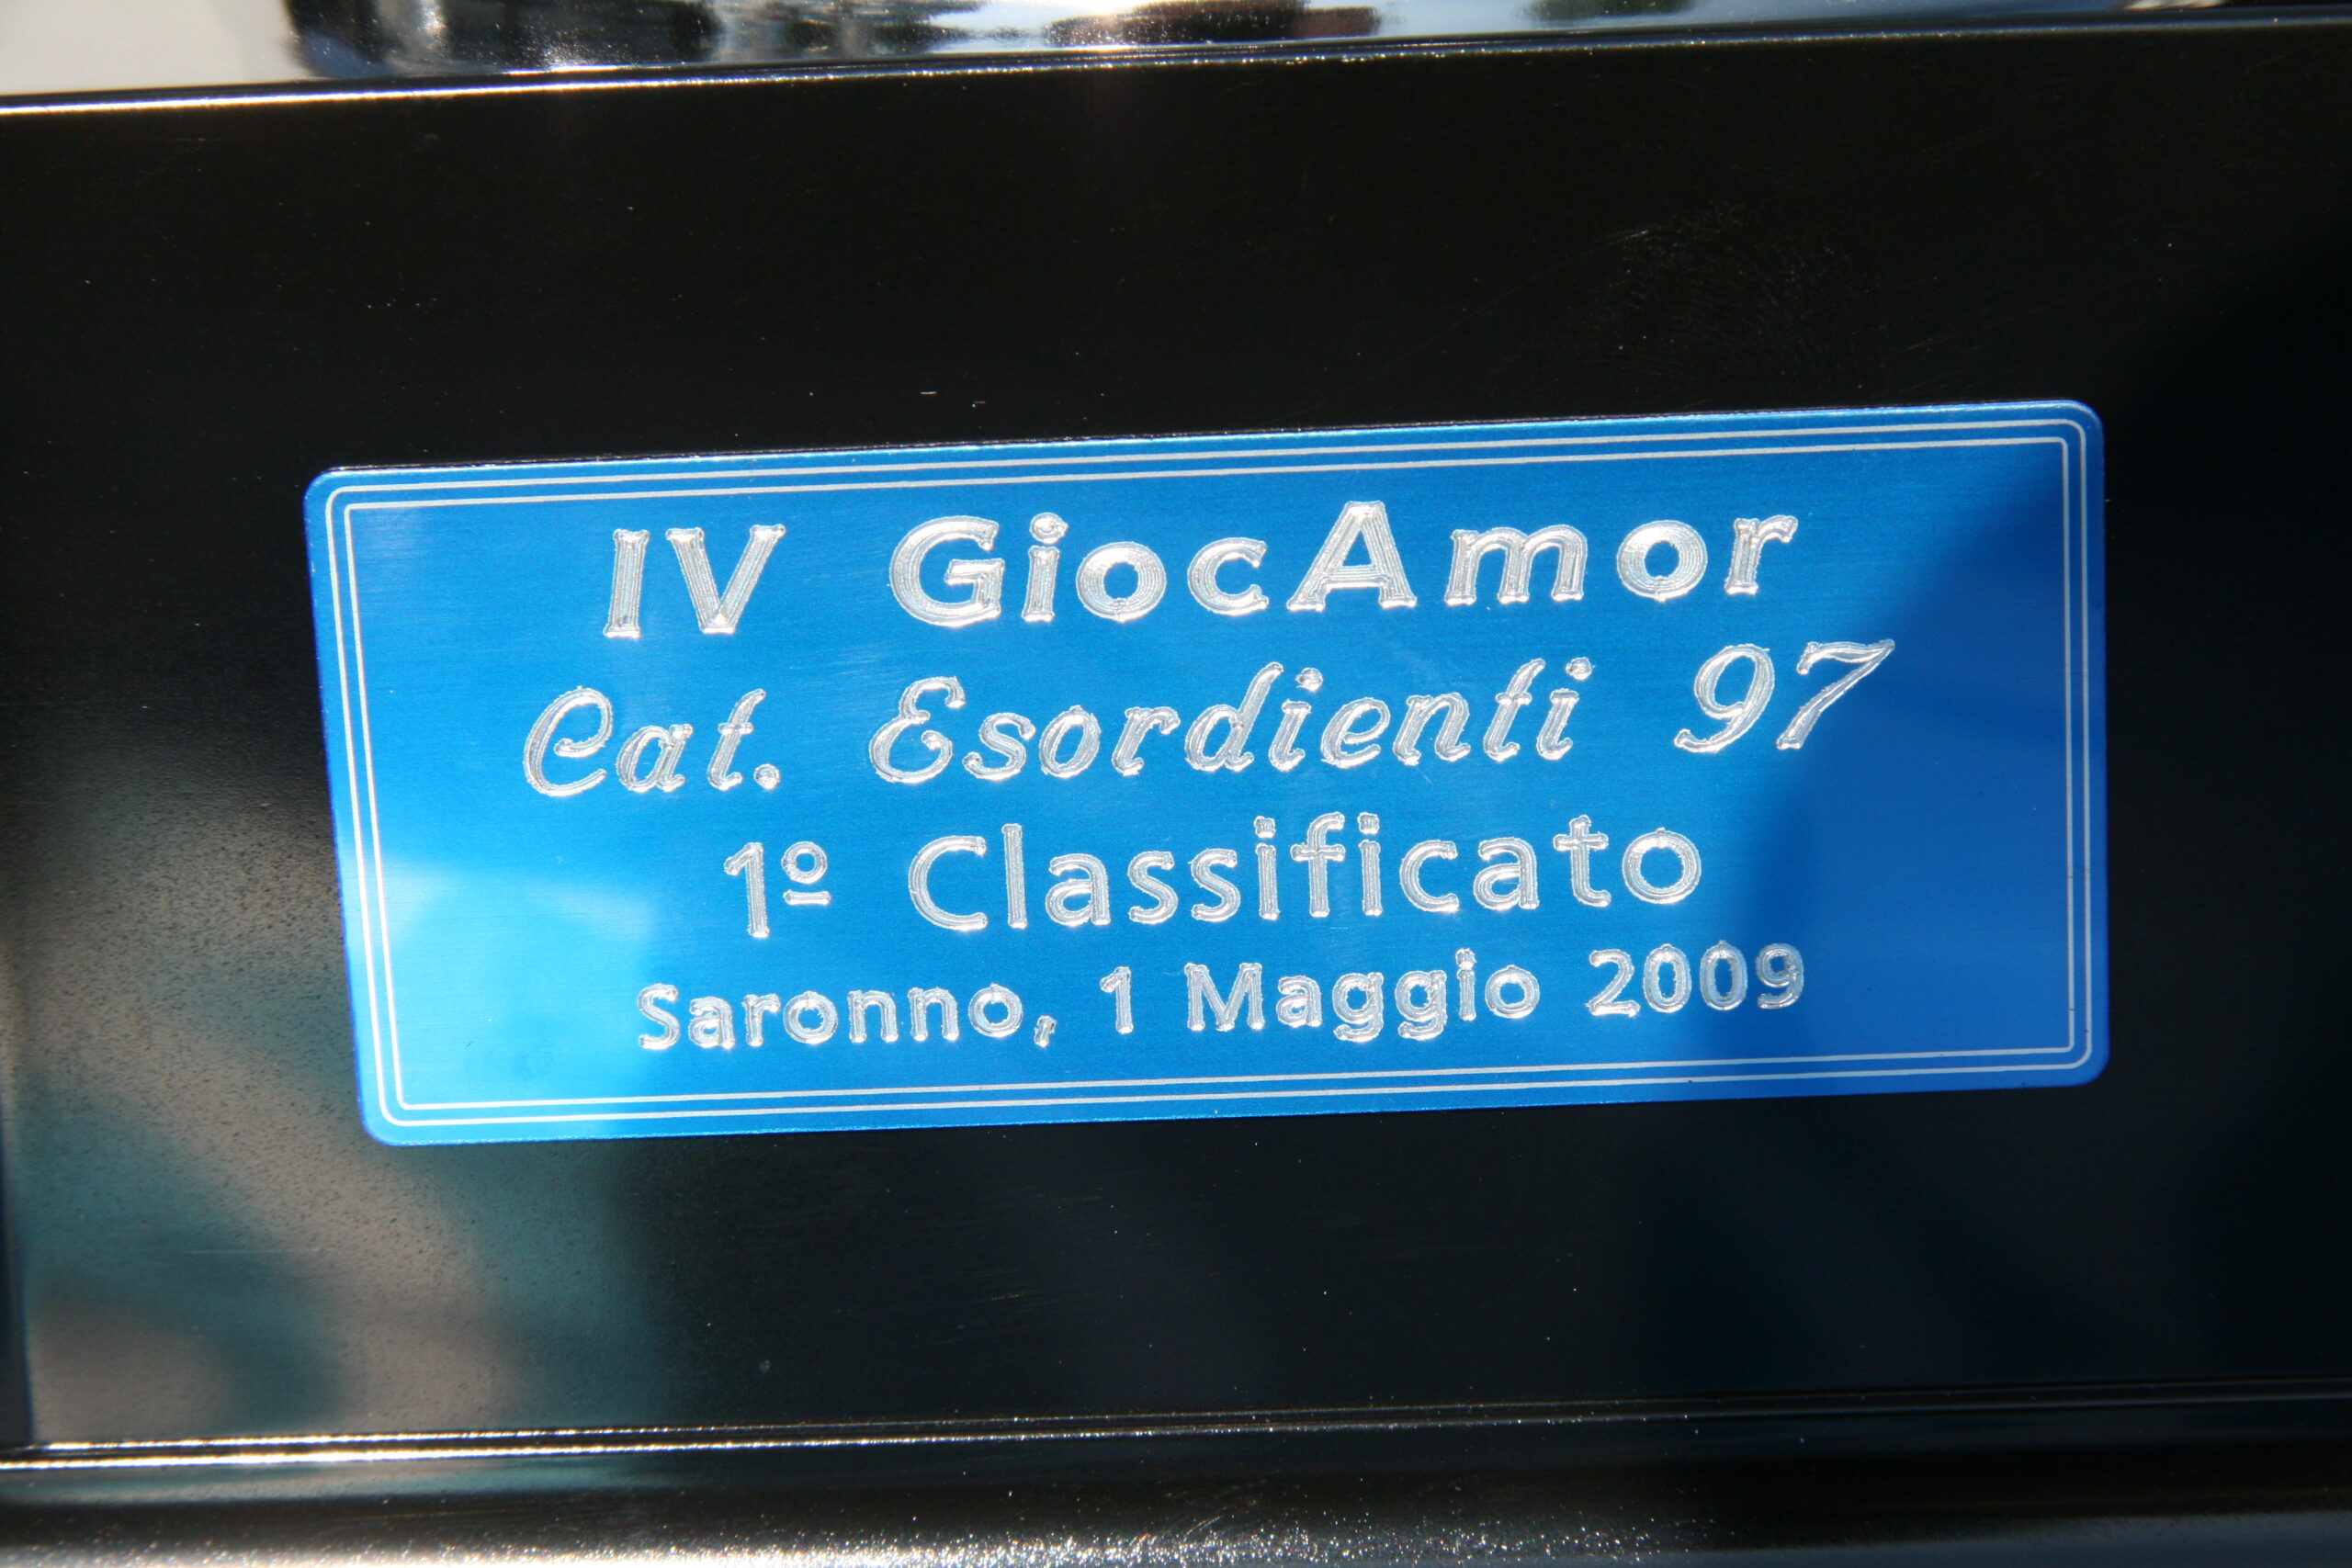 IV GiocAmor
Cat. Esordienti 97
1º Classificato
Saronno, 1 Maggio 2009